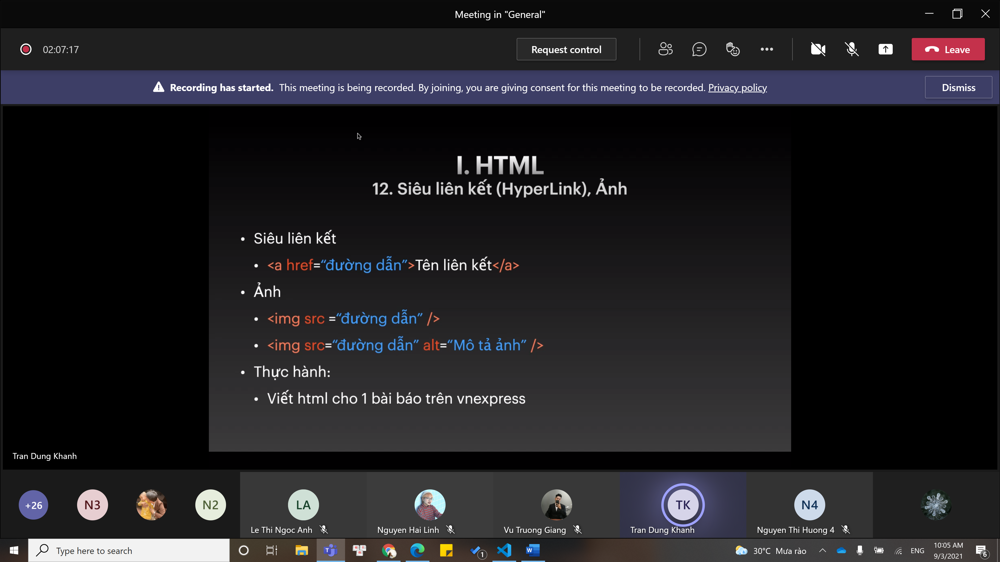 Meeting in "General"
02:07:17
Request control
Leave
Recording has started. This meeting is being recorded. By joining, you are giving consent for this meeting to be recorded. Privacy policy
Dismiss
I. HTML
12. Siêu liên kết (HyperLink), Ảnh
• Siêu liên kết
• <a href=“đường dẫn”>Tên liên kết</a>
• Ảnh
• <img src =“đường dẫn” />
• <img src=“đường dẫn” alt=“Mô tả ảnh” />
• Thực hành:
• Viết html cho 1 bài báo trên vnexpress
Tran Dung Khanh
+26
N3
N2
LA
TK
N4
Le Thi Ngoc Anh
Nguyen Hai Linh
Vu Truong Giang
Tran Dung Khanh
Nguyen Thi Huong 4
Type here to search
T
u n i
1
W
30°C Mưa rào
ENG
10:05 AM
9/3/2021
6